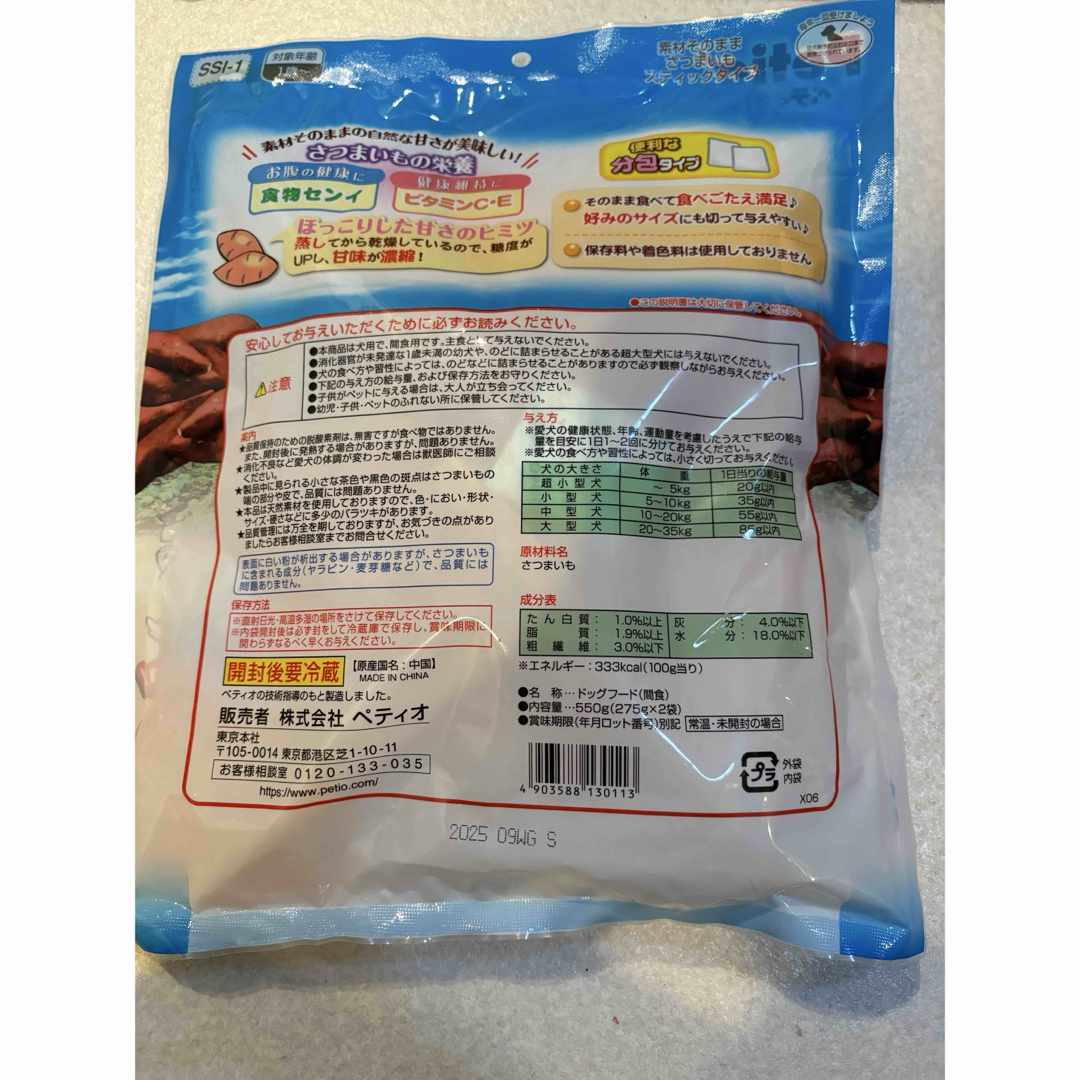 SSI-1
対象年齢
素材そのまま
さつまいも
スティックタイプ
毎年一回受けましょう
素材そのままの自然な甘さが美味しい!
さつまいもの栄養
お腹の健康に
食物センイ
健康維持に
ビタミンC・E
ほっこりした甘さのヒミツ
蒸してから乾燥しているので、糖度が
UPし、甘味が濃縮!
便利な
分包タイプ
そのまま食べて食べごたえ満足♪
好みのサイズにも切って与えやすい♪
保存料や着色料は使用しておりません
●この説明書は大切に保管してください。
安心してお与えいただくために必ずお読みください。
⚠注意
●本商品は犬用で、間食用です。主食として与えないでください。
●消化器官が未発達な1歳未満の幼犬や、のどに詰まらせることがある超大型犬には与えないでください。
●犬の食べ方や習性によっては、のどなどに詰まらせることがありますので必ず観察しながらお与えください。
●下記の与え方の給与量、および保存方法をお守りください。
●子供がペットに与える場合は、大人が立ち会ってください。
●幼児・子供・ペットのふれない所に保管してください。
案内
★品質保持のための脱酸素剤は、無害ですが食べ物ではありません。
また、開封後に発熱する場合がありますが、問題ありません。
★消化不良など愛犬の体調が変わった場合は獣医師にご相談
ください。
★製品中に見られる小さな茶色や黒色の斑点はさつまいもの
端の部分や皮で、品質には問題ありません。
★本品は天然素材を使用しておりますので、色・におい・形状・
サイズ・硬さなどに多少のバラツキがあります。
★品質管理には万全を期しておりますが、お気づきの点があり
ましたらお客様相談室までお問合せください。
表面に白い粉が析出する場合がありますが、さつまいも
に含まれる成分(ヤラピン・麦芽糖など)で、品質には
問題ありません。
保存方法
※直射日光・高温多湿の場所をさけて保存してください。
※内袋開封後は必ず封をして冷蔵庫で保存し、賞味期限に
関わらずなるべく早くお与えください。
開封後要冷蔵
【原産国名:中国】
MADE IN CHINA
ペティオの技術指導のもと製造しました。
販売者 株式会社 ペティオ
東京本社
〒105-0014 東京都港区芝1-10-11
お客様相談室 0120-133-035
https://www.petio.com/
与え方
※愛犬の健康状態、年齢、運動量を考慮したうえで下記の給与
量を目安に1日1〜2回に分けてお与えください。
※愛犬の食べ方や習性によっては、小さく切ってお与えください。
犬の大きさ 体 重 1日当りの給与量
超小型犬 〜 5kg 20g以内
小 型 犬 5〜10kg 35g以内
中 型 犬 10〜20kg 55g以内
大 型 犬 20〜35kg 85g以内
原材料名
さつまいも
成分表
たん白質: 1.0%以上 灰 分: 4.0%以下
脂 質: 1.9%以上 水 分: 18.0%以下
粗 繊 維: 3.0%以下
※エネルギー:333kcal(100g当り)
●名 称…ドッグフード(間食)
●内容量…550g(275g×2袋)
●賞味期限(年月ロット番号)別記 常温・未開封の場合
4 903588 130113
プラ
外袋
内袋
X06
2025 09WG S